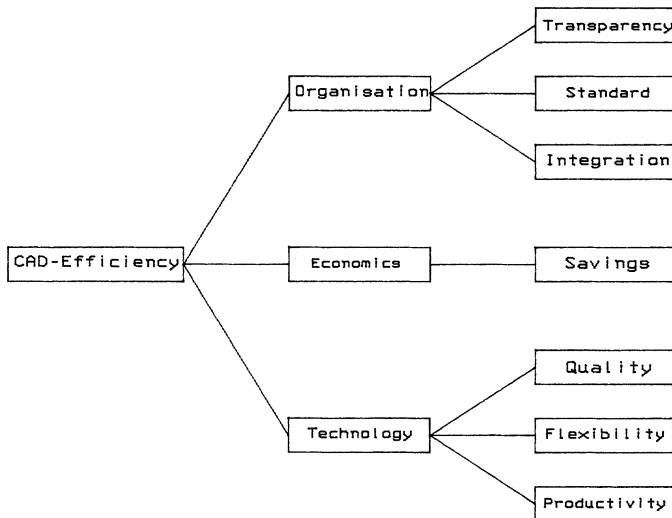 Transparency
Organisation
Standard
Integration
CAD-Efficiency
Economics
Savings
Quality
Technology
Flexibility
Productivity